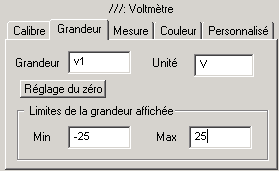 ///: Voltmètre
Calibre Grandeur Mesure Couleur Personnalisé
Grandeur v1 Unité V
Réglage du zéro
Limites de la grandeur affichée
Min -25 Max 25